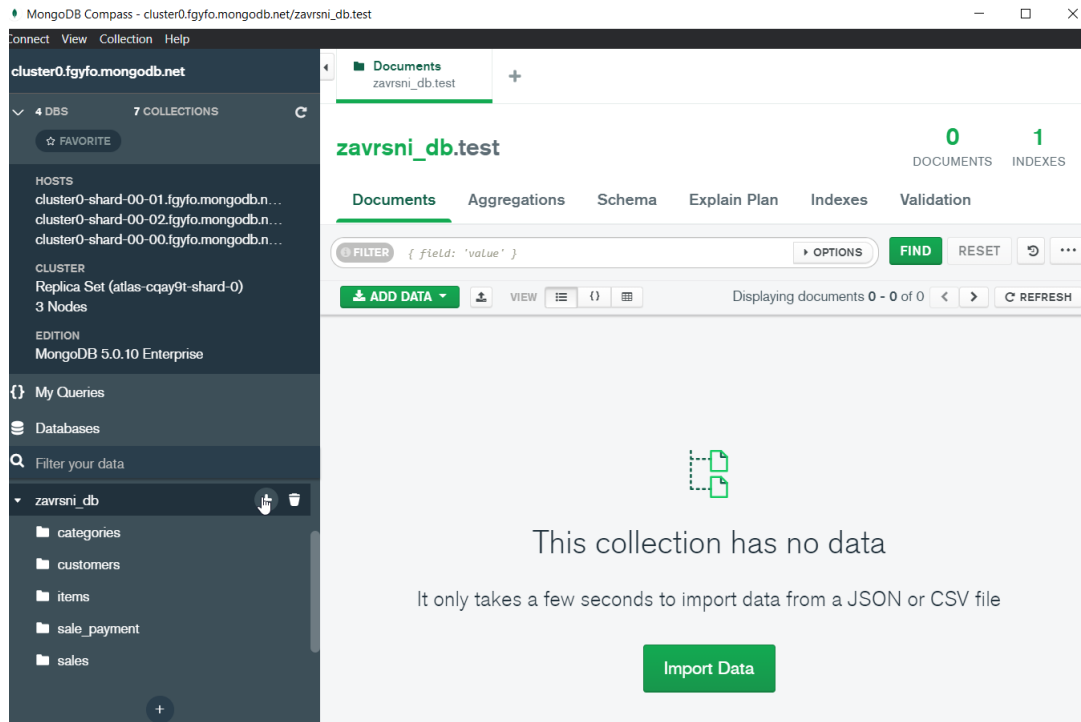 MongoDB Compass - cluster0.fgyfo.mongodb.net/zavrsni_db.test
Connect View Collection Help
cluster0.fgyfo.mongodb.net
4 DBS 7 COLLECTIONS
FAVORITE
HOSTS
cluster0-shard-00-01.fgyfo.mongodb.n...
cluster0-shard-00-02.fgyfo.mongodb.n...
cluster0-shard-00-00.fgyfo.mongodb.n...
CLUSTER
Replica Set (atlas-cqay9t-shard-0)
3 Nodes
EDITION
MongoDB 5.0.10 Enterprise
{} My Queries
Databases
Filter your data
zavrsni_db
categories
customers
items
sale_payment
sales
+
Documents
zavrsni_db.test
+
zavrsni_db.test
0
DOCUMENTS
1
INDEXES
Documents Aggregations Schema Explain Plan Indexes Validation
FILTER { field: 'value' } OPTIONS FIND RESET ...
ADD DATA VIEW {} Displaying documents 0 - 0 of 0 < > REFRESH
This collection has no data
It only takes a few seconds to import data from a JSON or CSV file
Import Data